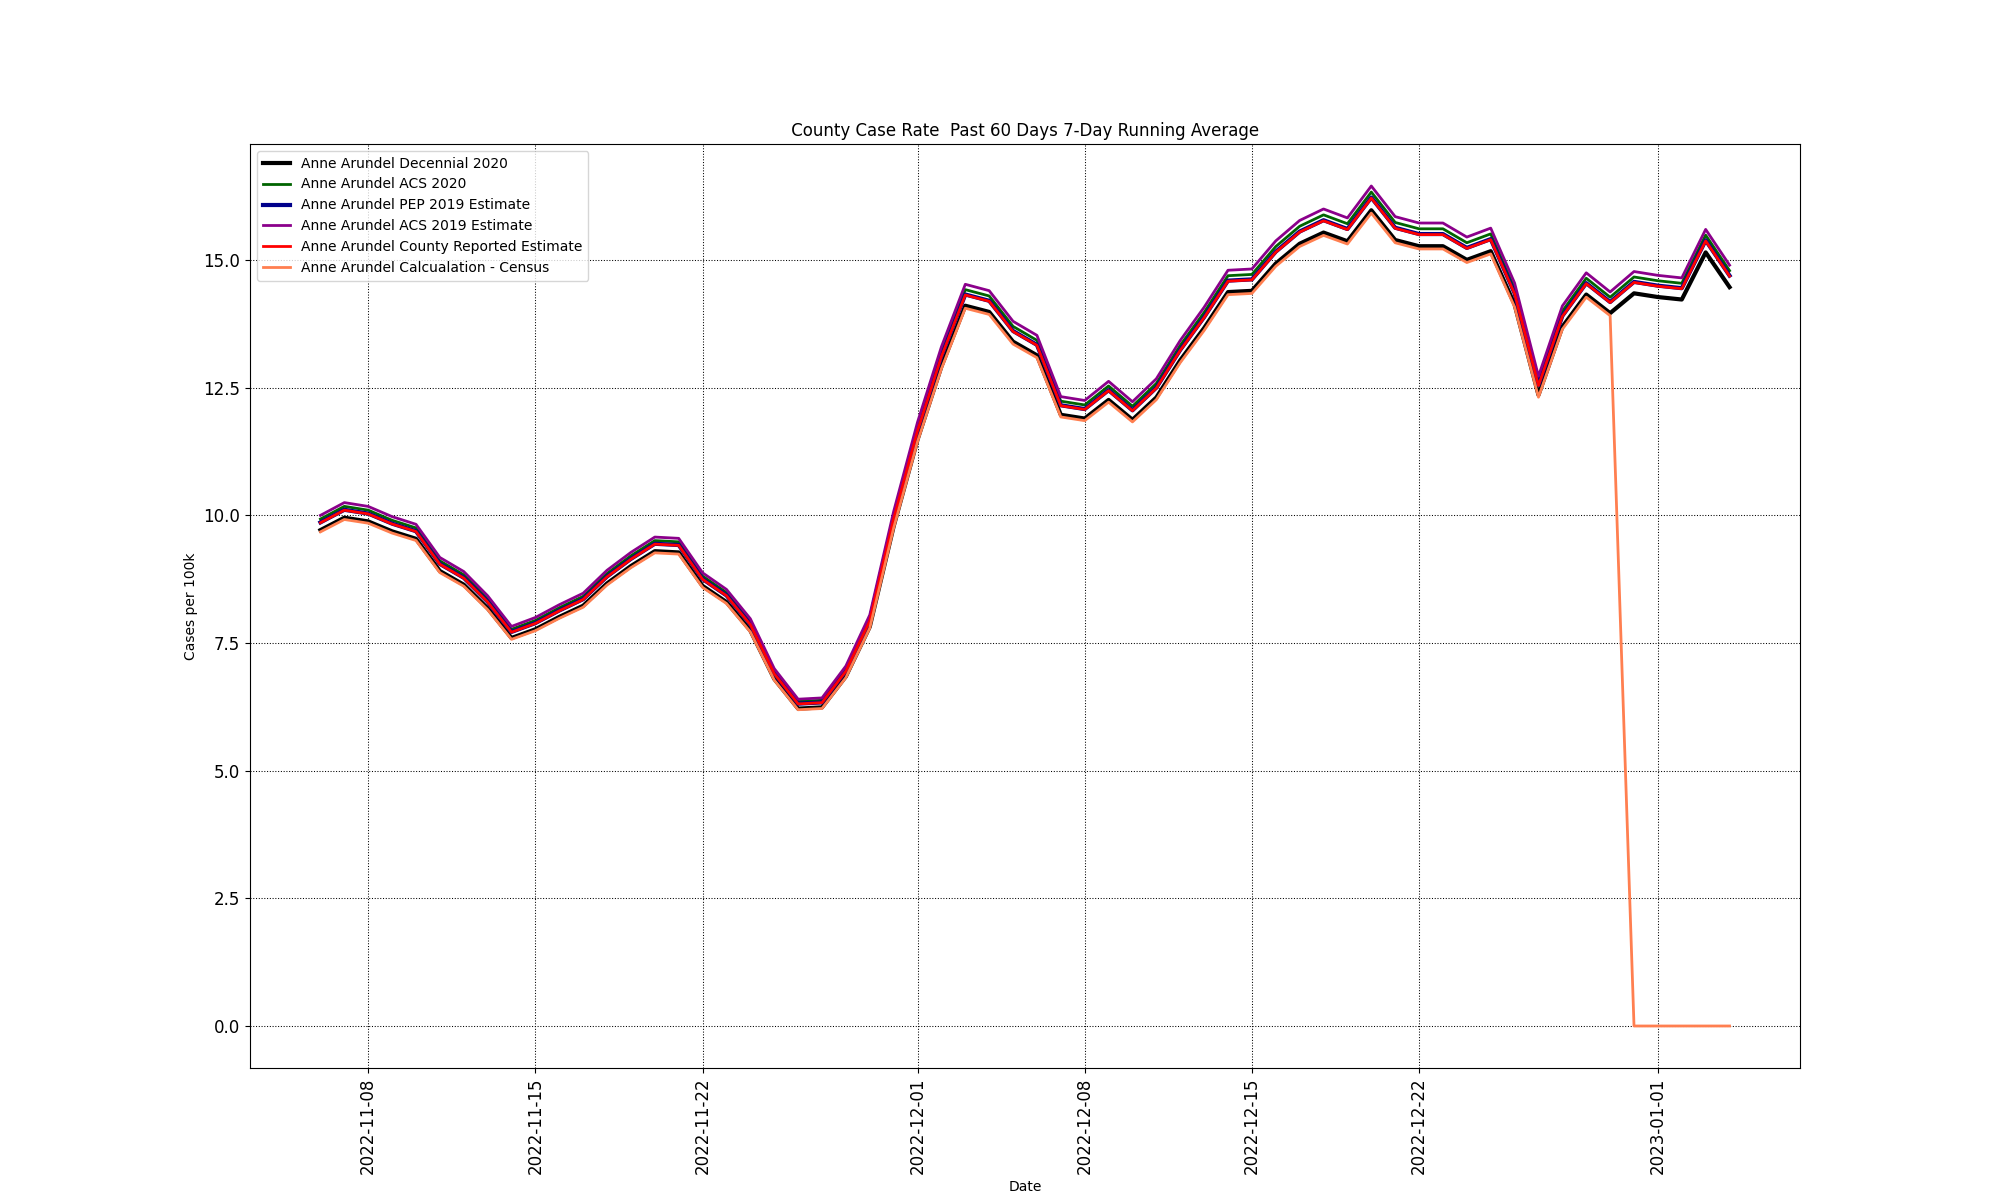 County Case Rate  Past 60 Days 7-Day Running Average
Anne Arundel Decennial 2020
Anne Arundel ACS 2020
Anne Arundel PEP 2019 Estimate
Anne Arundel ACS 2019 Estimate
Anne Arundel County Reported Estimate
Anne Arundel Calcualation - Census
15.0
12.5
10.0
7.5
5.0
2.5
0.0
Cases per 100k
2022-11-08
2022-11-15
2022-11-22
2022-12-01
2022-12-08
2022-12-15
2022-12-22
2023-01-01
Date